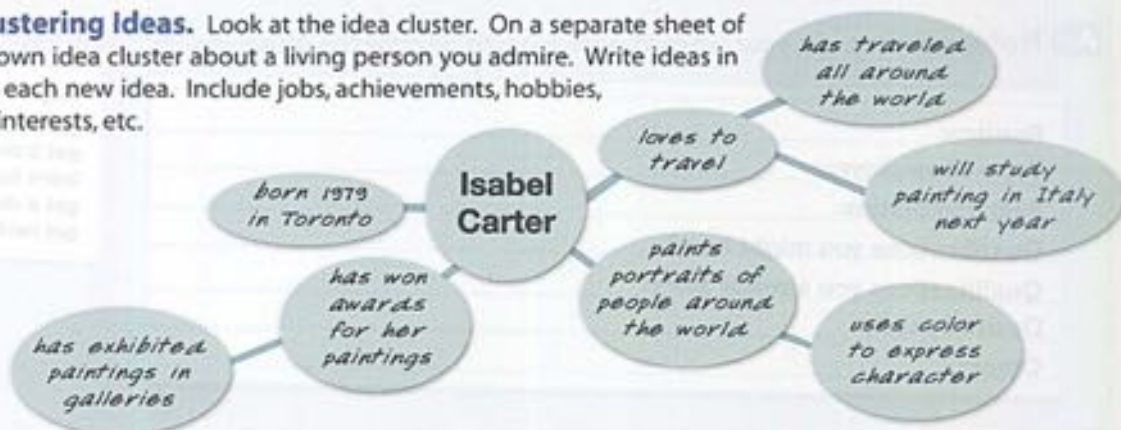 ustering Ideas. Look at the idea cluster. On a separate sheet of
own idea cluster about a living person you admire. Write ideas in
each new idea. Include jobs, achievements, hobbies,
interests, etc.
has traveled
all around
the world
loves to
travel
will study
painting in Italy
next year
Isabel
Carter
born 1979
in Toronto
paints
portraits of
people around
the world
has won
awards
for her
paintings
uses color
to express
character
has exhibited
paintings in
galleries